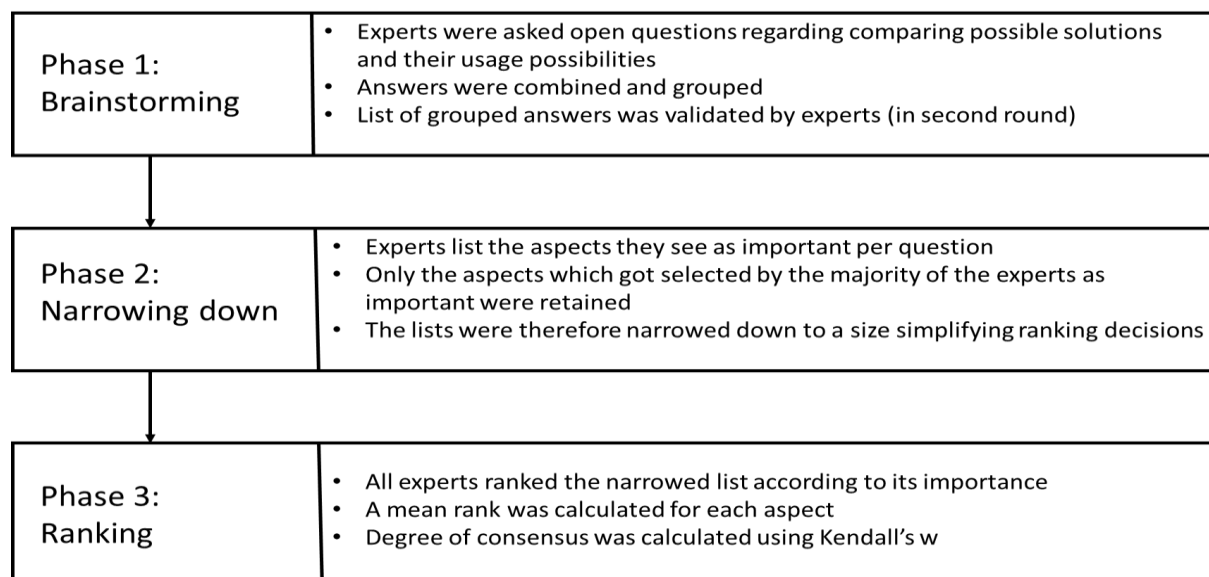 Phase 1:
Brainstorming
• Experts were asked open questions regarding comparing possible solutions
and their usage possibilities
• Answers were combined and grouped
• List of grouped answers was validated by experts (in second round)
Phase 2:
Narrowing down
• Experts list the aspects they see as important per question
• Only the aspects which got selected by the majority of the experts as
important were retained
• The lists were therefore narrowed down to a size simplifying ranking decisions
Phase 3:
Ranking
• All experts ranked the narrowed list according to its importance
• A mean rank was calculated for each aspect
• Degree of consensus was calculated using Kendall’s w